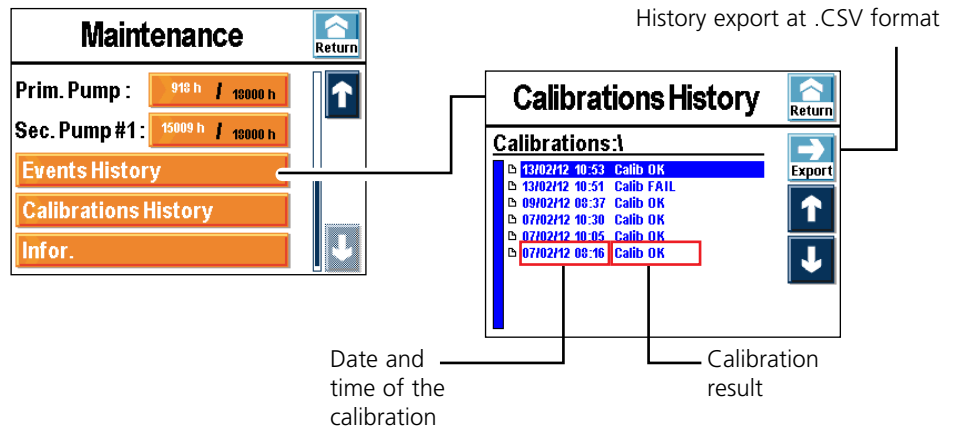 History export at .CSV format
Maintenance
Return
Prim. Pump : 918 h / 18000 h
Sec. Pump #1 : 15009 h / 18000 h
Events History
Calibrations History
Infor.
Calibrations History
Return
Calibrations:\
Export
13/02/12 10:53 Calib OK
13/02/12 10:51 Calib FAIL
09/02/12 08:37 Calib OK
07/02/12 10:30 Calib OK
07/02/12 10:05 Calib OK
07/02/12 08:16 Calib OK
Date and
time of the
calibration
Calibration
result